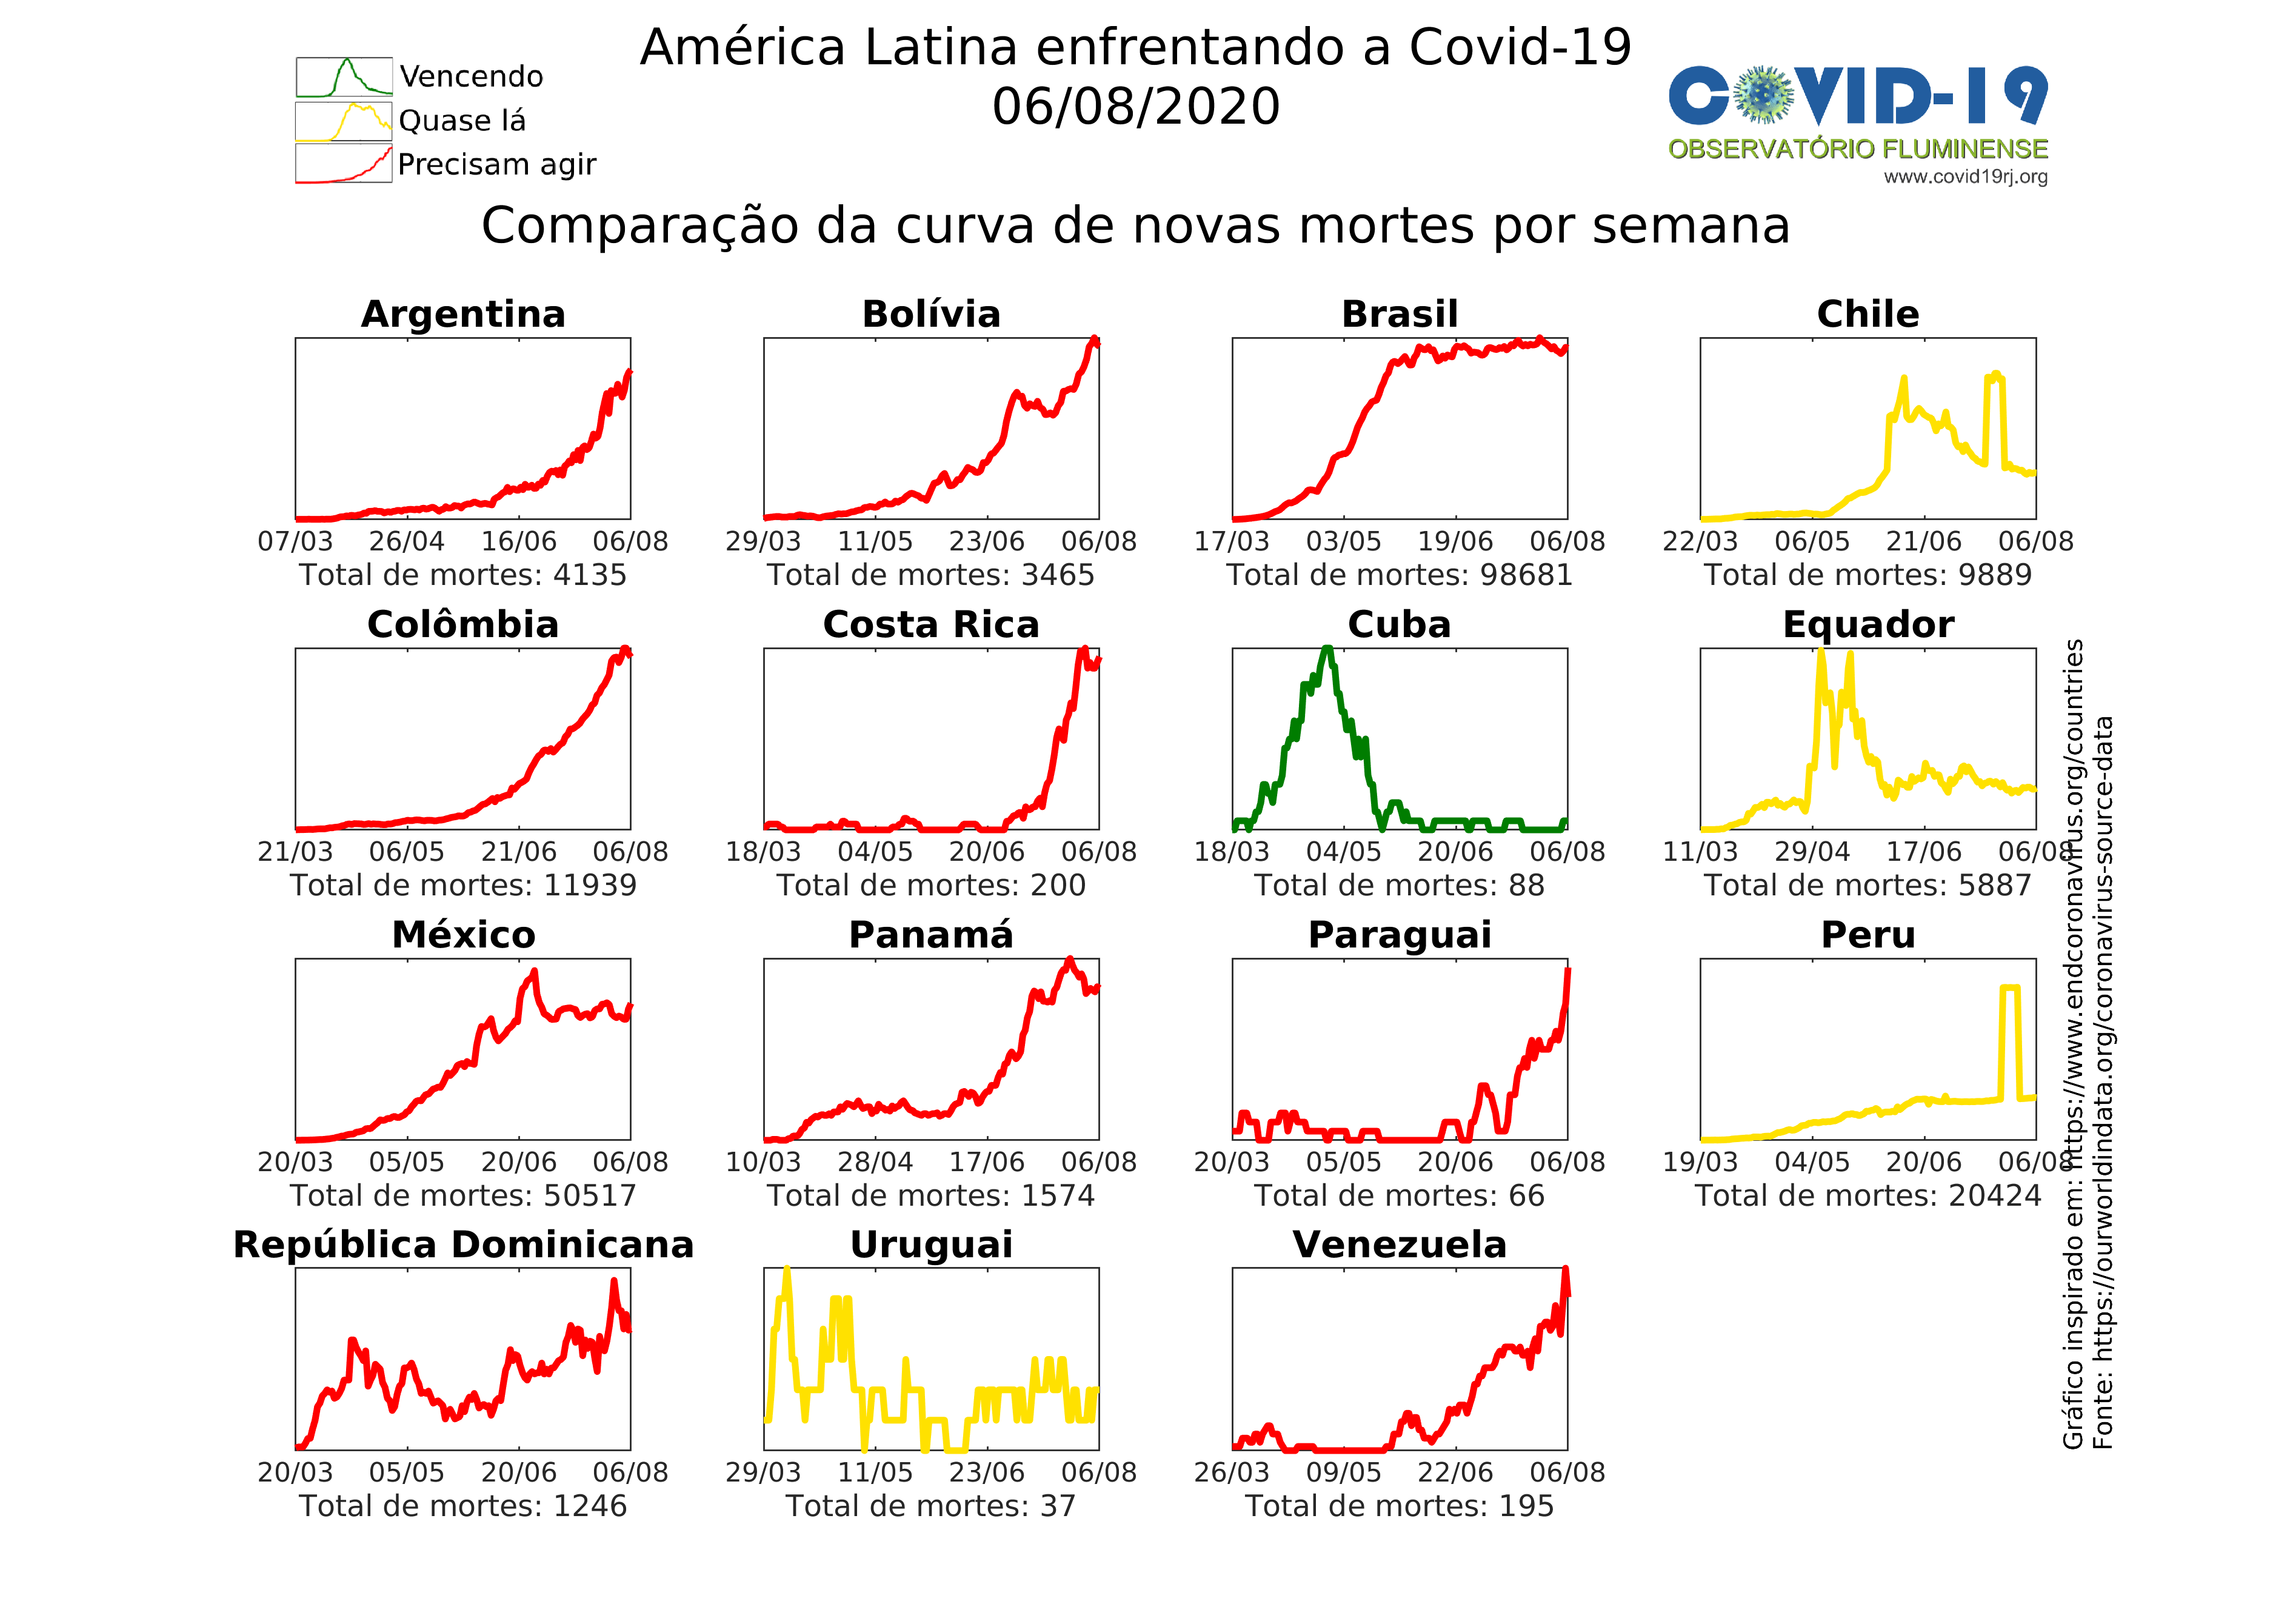 América Latina enfrentando a Covid-19
06/08/2020
Vencendo
Quase lá
Precisam agir
COVID-19
OBSERVATÓRIO FLUMINENSE
www.covid19rj.org
Comparação da curva de novas mortes por semana
Argentina
07/03 26/04 16/06 06/08
Total de mortes: 4135
Bolívia
29/03 11/05 23/06 06/08
Total de mortes: 3465
Brasil
17/03 03/05 19/06 06/08
Total de mortes: 98681
Chile
22/03 06/05 21/06 06/08
Total de mortes: 9889
Colômbia
21/03 06/05 21/06 06/08
Total de mortes: 11939
Costa Rica
18/03 04/05 20/06 06/08
Total de mortes: 200
Cuba
18/03 04/05 20/06 06/08
Total de mortes: 88
Equador
11/03 29/04 17/06 06/08
Total de mortes: 5887
México
20/03 05/05 20/06 06/08
Total de mortes: 50517
Panamá
10/03 28/04 17/06 06/08
Total de mortes: 1574
Paraguai
20/03 05/05 20/06 06/08
Total de mortes: 66
Peru
19/03 04/05 20/06 06/08
Total de mortes: 20424
República Dominicana
20/03 05/05 20/06 06/08
Total de mortes: 1246
Uruguai
29/03 11/05 23/06 06/08
Total de mortes: 37
Venezuela
26/03 09/05 22/06 06/08
Total de mortes: 195
Gráfico inspirado em: https://www.endcoronavirus.org/countries
Fonte: https://ourworldindata.org/coronavirus-source-data